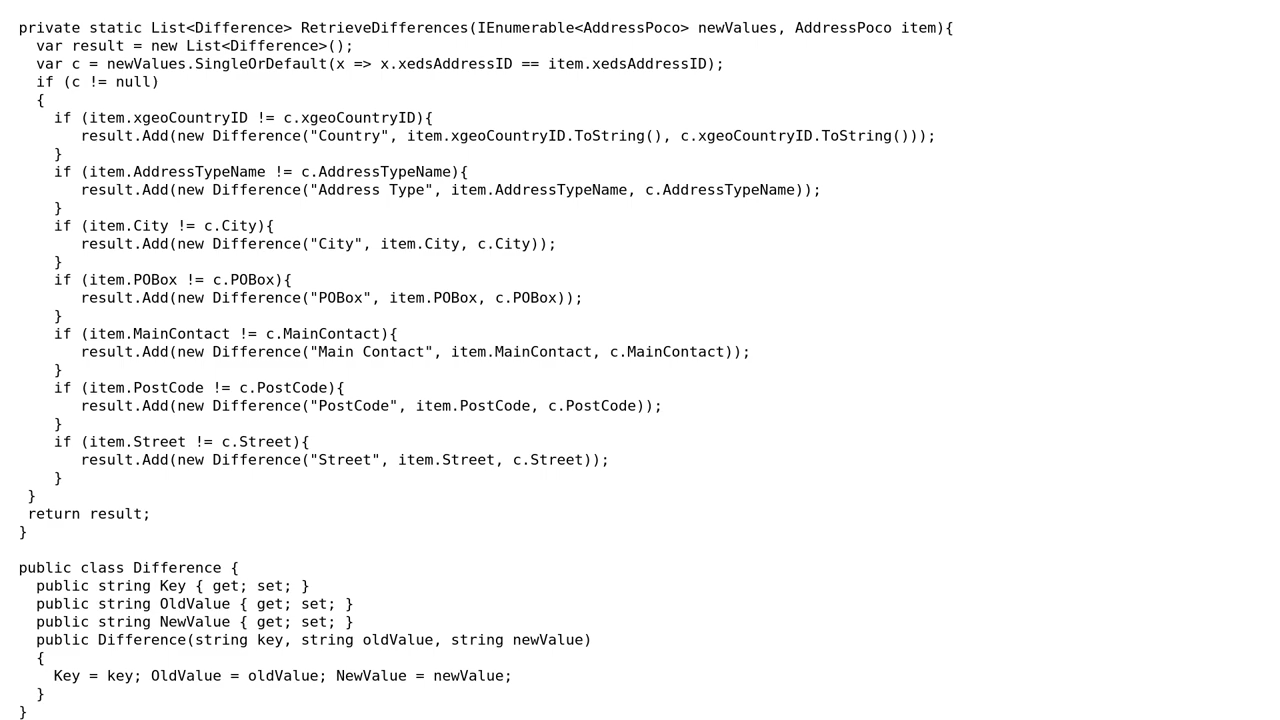 private static List<Difference> RetrieveDifferences(IEnumerable<AddressPoco> newValues, AddressPoco item){
  var result = new List<Difference>();
  var c = newValues.SingleOrDefault(x => x.xedsAddressID == item.xedsAddressID);
  if (c != null)
  {
    if (item.xgeoCountryID != c.xgeoCountryID){
       result.Add(new Difference("Country", item.xgeoCountryID.ToString(), c.xgeoCountryID.ToString()));
    }
    if (item.AddressTypeName != c.AddressTypeName){
       result.Add(new Difference("Address Type", item.AddressTypeName, c.AddressTypeName));
    }
    if (item.City != c.City){
       result.Add(new Difference("City", item.City, c.City));
    }
    if (item.POBox != c.POBox){
       result.Add(new Difference("POBox", item.POBox, c.POBox));
    }
    if (item.MainContact != c.MainContact){
       result.Add(new Difference("Main Contact", item.MainContact, c.MainContact));
    }
    if (item.PostCode != c.PostCode){
       result.Add(new Difference("PostCode", item.PostCode, c.PostCode));
    }
    if (item.Street != c.Street){
       result.Add(new Difference("Street", item.Street, c.Street));
    }
 }
 return result;
}

public class Difference {
  public string Key { get; set; }
  public string OldValue { get; set; }
  public string NewValue { get; set; }
  public Difference(string key, string oldValue, string newValue)
  {
    Key = key; OldValue = oldValue; NewValue = newValue;
  }
}